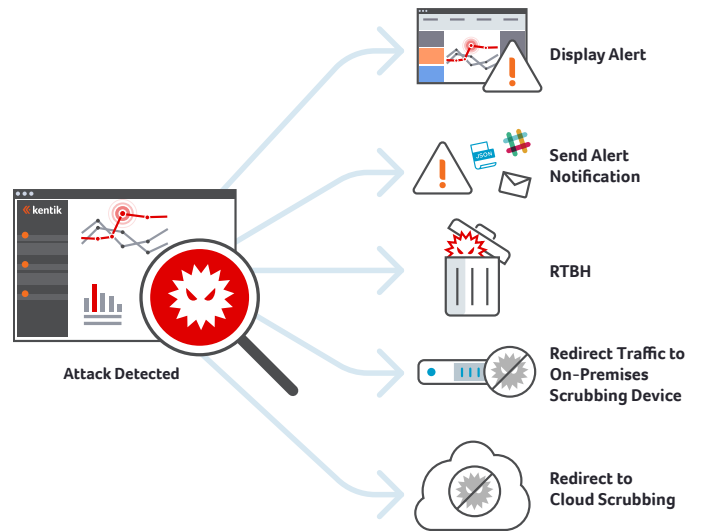 kentik
Attack Detected
Display Alert
JSON
Send Alert
Notification
RTBH
Redirect Traffic to
On-Premises
Scrubbing Device
Redirect to
Cloud Scrubbing